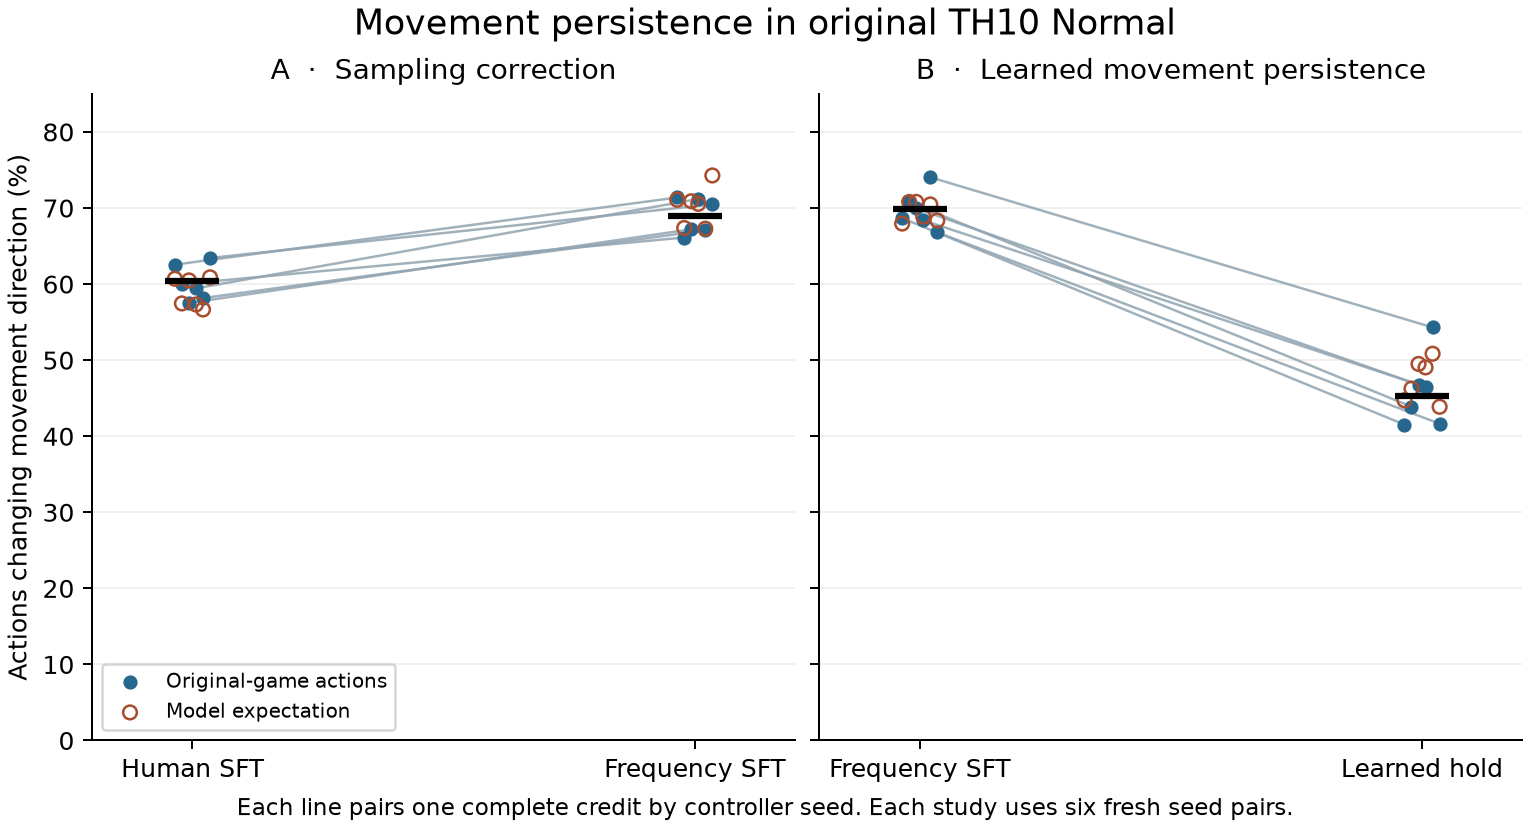 Movement persistence in original TH10 Normal
A · Sampling correction
B · Learned movement persistence
Actions changing movement direction (%)
80
70
60
50
40
30
20
10
0
Original-game actions
Model expectation
Human SFT
Frequency SFT
Frequency SFT
Learned hold
Each line pairs one complete credit by controller seed. Each study uses six fresh seed pairs.